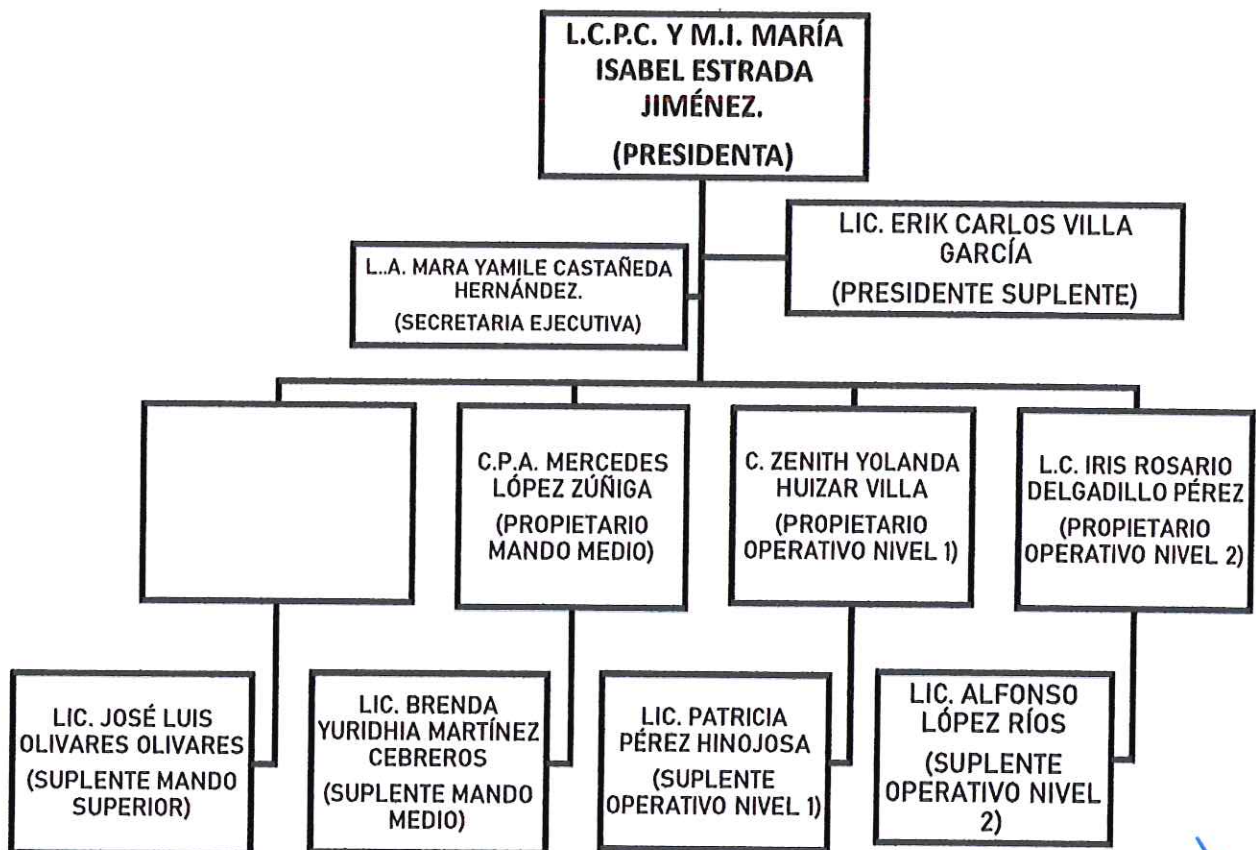 L.C.P.C. Y M.I. MARÍA
ISABEL ESTRADA
JIMÉNEZ.
(PRESIDENTA)
LIC. ERIK CARLOS VILLA
GARCÍA
(PRESIDENTE SUPLENTE)
L..A. MARA YAMILE CASTAÑEDA
HERNÁNDEZ.
(SECRETARIA EJECUTIVA)
C.P.A. MERCEDES
LÓPEZ ZÚÑIGA
(PROPIETARIO
MANDO MEDIO)
C. ZENITH YOLANDA
HUIZAR VILLA
(PROPIETARIO
OPERATIVO NIVEL 1)
L.C. IRIS ROSARIO
DELGADILLO PÉREZ
(PROPIETARIO
OPERATIVO NIVEL 2)
LIC. JOSÉ LUIS
OLIVARES OLIVARES
(SUPLENTE MANDO
SUPERIOR)
LIC. BRENDA
YURIDHIA MARTÍNEZ
CEBREROS
(SUPLENTE MANDO
MEDIO)
LIC. PATRICIA
PÉREZ HINOJOSA
(SUPLENTE
OPERATIVO NIVEL 1)
LIC. ALFONSO
LÓPEZ RÍOS
(SUPLENTE
OPERATIVO NIVEL
2)